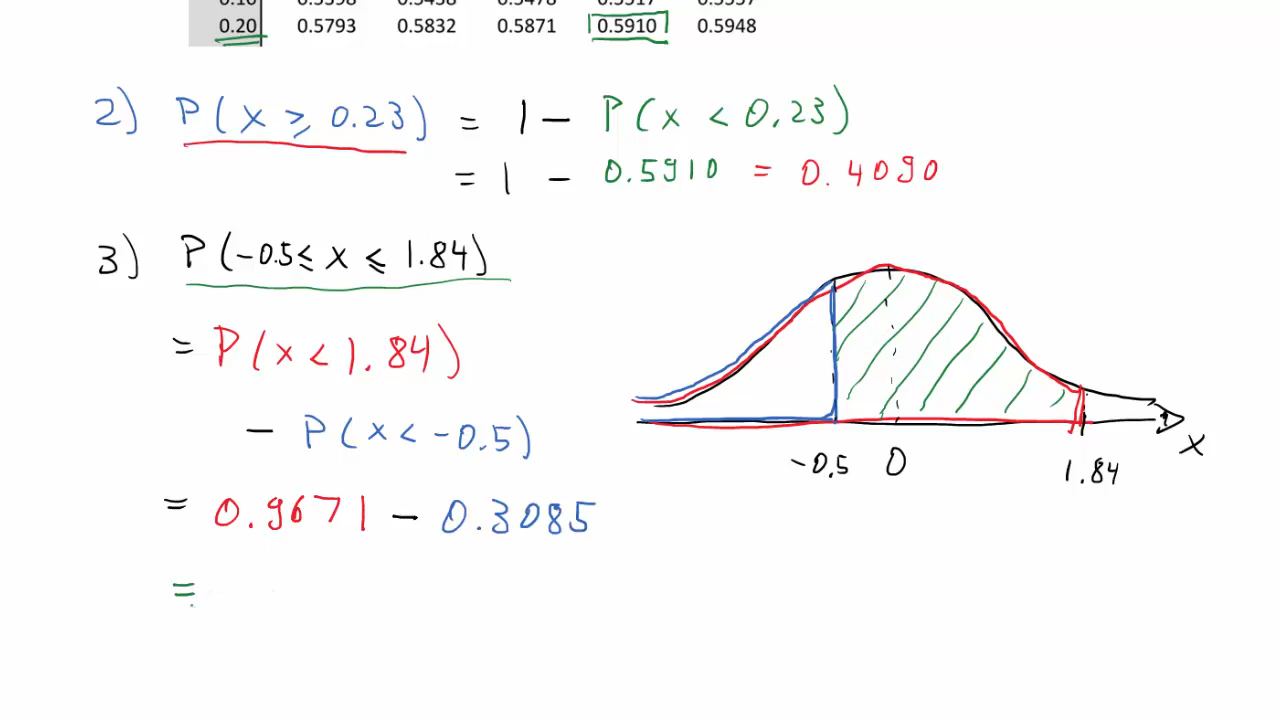 0.20 0.5793 0.5832 0.5871 0.5910 0.5948
2) P(x ⩾ 0.23) = 1 - P(x < 0.23)
= 1 - 0.5910 = 0.4090
3) P(-0.5 ⩽ x ⩽ 1.84)
= P(x < 1.84)
- P(x < -0.5)
-0.5 0 1.84 x
= 0.9671 - 0.3085
=